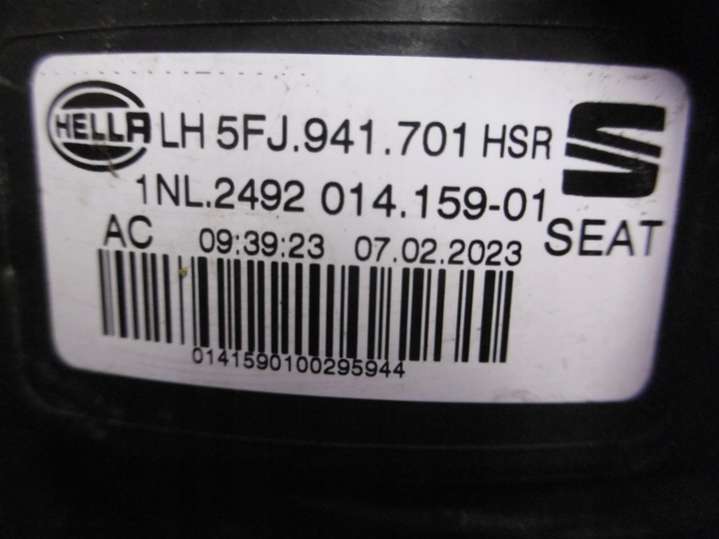 HELLA LH 5FJ.941.701 HSR
1NL.2492 014.159-01
SEAT
AC 09:39:23 07.02.2023
0141590100295944